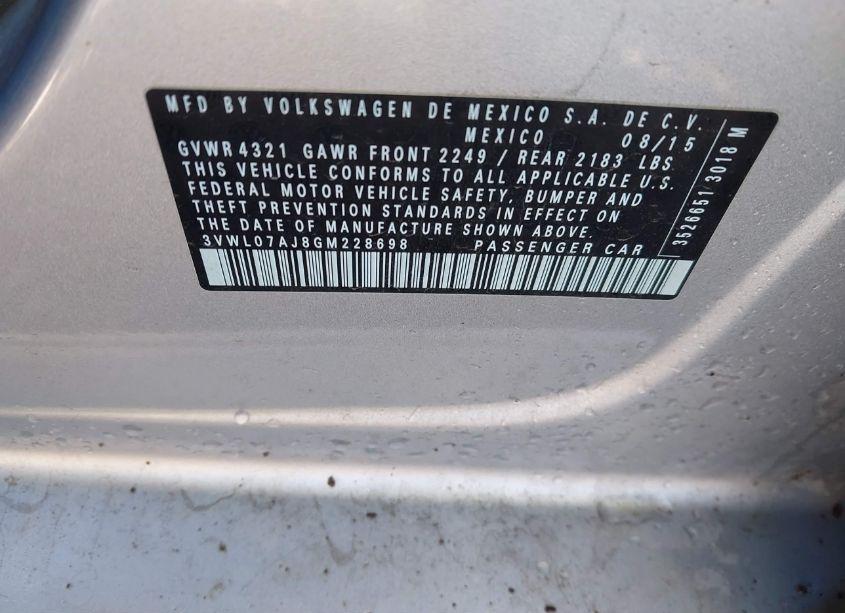 MFD BY VOLKSWAGEN DE MEXICO S.A. DE C.V.
MEXICO 08/15
GVWR 4321 GAWR FRONT 2249 / REAR 2183 LBS
THIS VEHICLE CONFORMS TO ALL APPLICABLE U.S.
FEDERAL MOTOR VEHICLE SAFETY, BUMPER AND
THEFT PREVENTION STANDARDS IN EFFECT ON
THE DATE OF MANUFACTURE SHOWN ABOVE.
3VWL07AJ8GM228698 PASSENGER CAR
3526651/3018 M